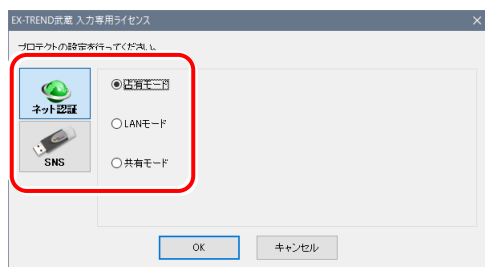 EX-TREND武蔵 入力専用ライセンス
プロテクトの設定を行ってください。
ネット認証
占有モード
LANモード
SNS
共有モード
OK キャンセル